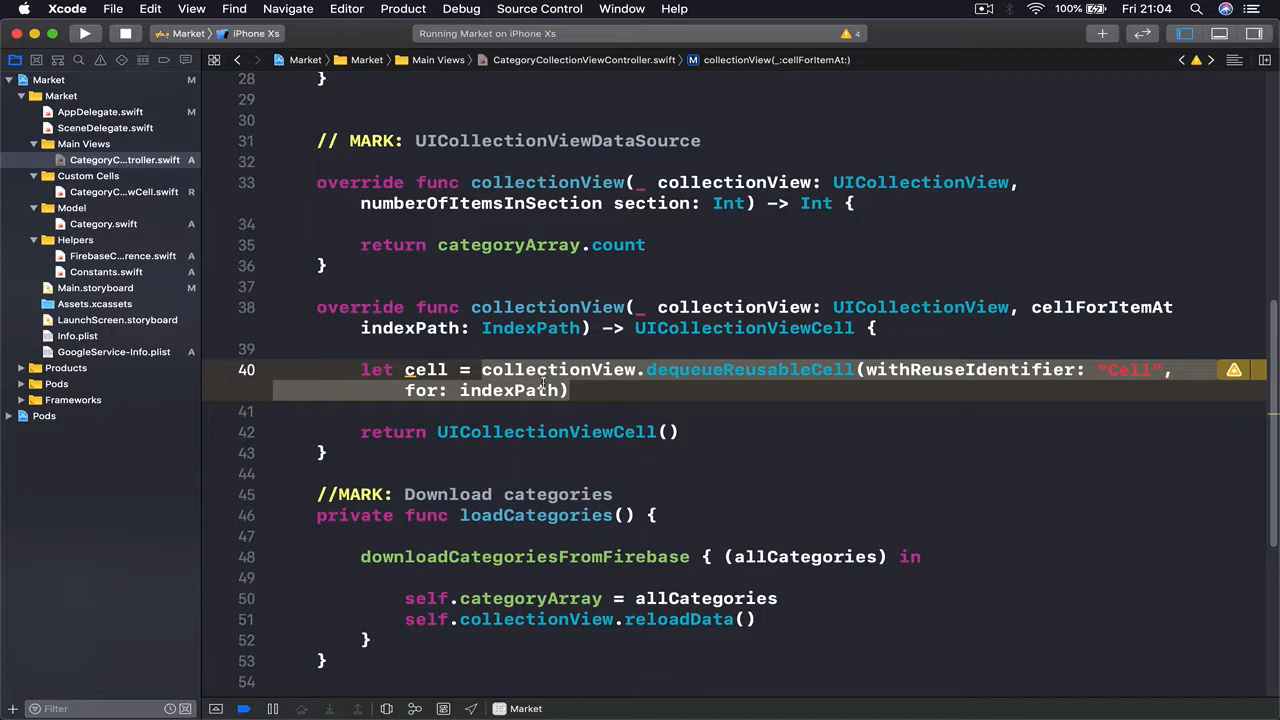 Xcode File Edit View Find Navigate Editor Product Debug Source Control Window Help 100% Fri 21:04
Market › iPhone Xs Running Market on iPhone Xs 4
Market › Market › Main Views › CategoryCollectionViewController.swift › M collectionView(_:cellForItemAt:)
Market M
Market
AppDelegate.swift M
SceneDelegate.swift
Main Views
CategoryC...troller.swift A
Custom Cells
CategoryC...wCell.swift R
Model
Category.swift A
Helpers
FirebaseC...rence.swift A
Constants.swift A
Main.storyboard M
Assets.xcassets
LaunchScreen.storyboard
Info.plist
GoogleService-Info.plist A
Products
Pods
Frameworks
Pods
Filter
28 }
29
30
31 // MARK: UICollectionViewDataSource
32
33 override func collectionView(_ collectionView: UICollectionView,
numberOfItemsInSection section: Int) -> Int {
34
35 return categoryArray.count
36 }
37
38 override func collectionView(_ collectionView: UICollectionView, cellForItemAt
indexPath: IndexPath) -> UICollectionViewCell {
39
40 let cell = collectionView.dequeueReusableCell(withReuseIdentifier: "Cell",
for: indexPath)
41
42 return UICollectionViewCell()
43 }
44
45 //MARK: Download categories
46 private func loadCategories() {
47
48 downloadCategoriesFromFirebase { (allCategories) in
49
50 self.categoryArray = allCategories
51 self.collectionView.reloadData()
52 }
53 }
54
Market